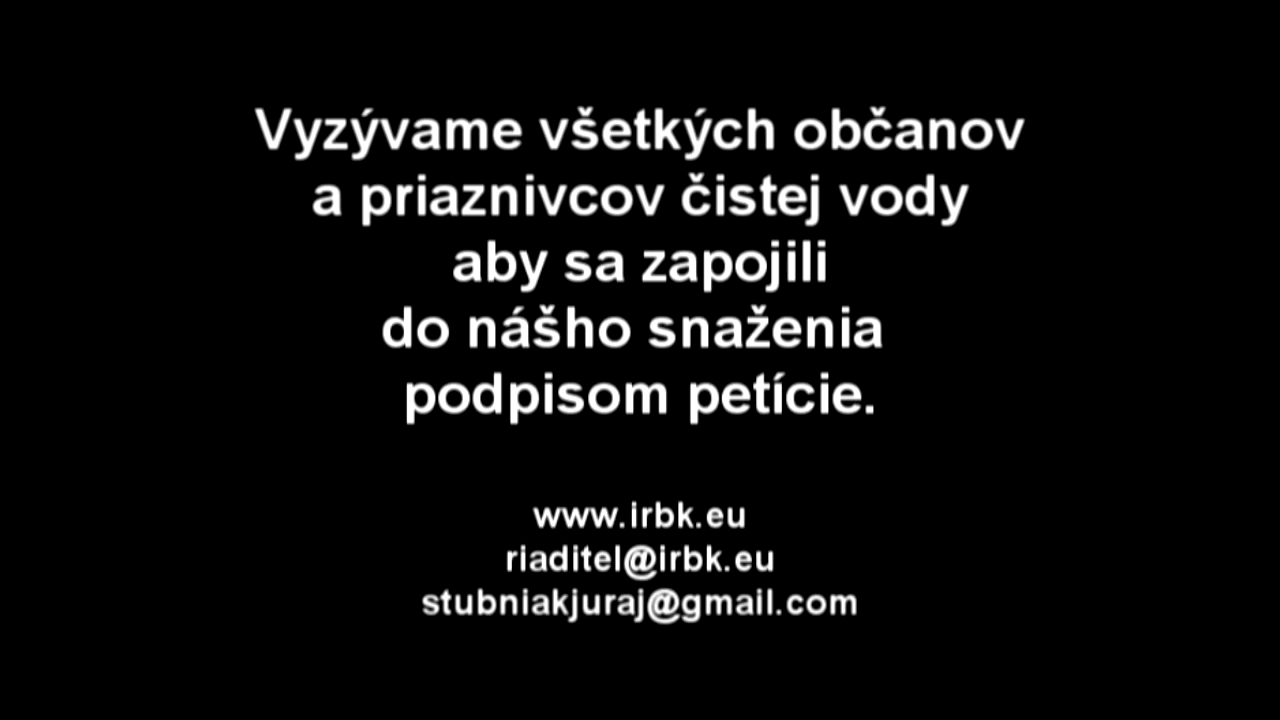 Vyzývame všetkých občanov
a priaznivcov čistej vody
aby sa zapojili
do nášho snaženia
podpisom petície.
www.irbk.eu
riaditel@irbk.eu
stubniakjuraj@gmail.com